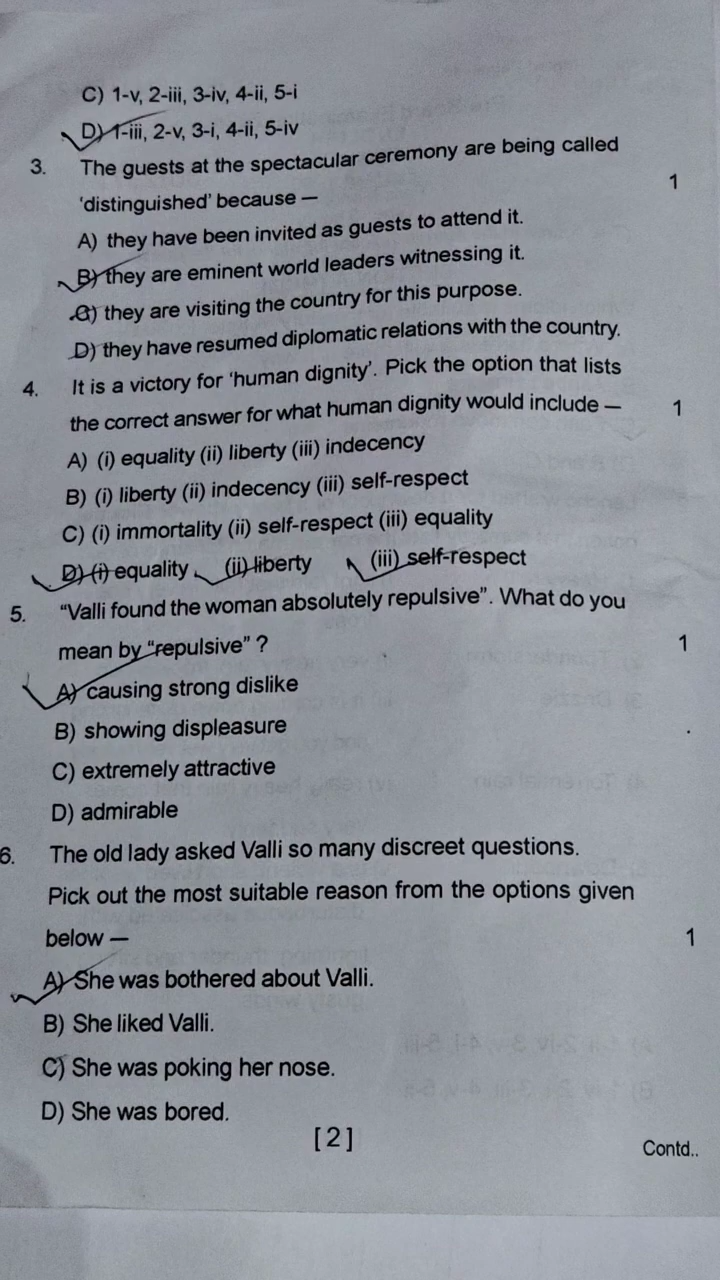 C) 1-v, 2-iii, 3-iv, 4-ii, 5-i
D) 1-iii, 2-v, 3-i, 4-ii, 5-iv
3. The guests at the spectacular ceremony are being called
'distinguished' because — 1
A) they have been invited as guests to attend it.
B) they are eminent world leaders witnessing it.
C) they are visiting the country for this purpose.
D) they have resumed diplomatic relations with the country.
4. It is a victory for 'human dignity'. Pick the option that lists
the correct answer for what human dignity would include — 1
A) (i) equality (ii) liberty (iii) indecency
B) (i) liberty (ii) indecency (iii) self-respect
C) (i) immortality (ii) self-respect (iii) equality
D) (i) equality (ii) liberty (iii) self-respect
5. "Valli found the woman absolutely repulsive". What do you
mean by "repulsive" ? 1
A) causing strong dislike
B) showing displeasure
C) extremely attractive
D) admirable
6. The old lady asked Valli so many discreet questions.
Pick out the most suitable reason from the options given
below — 1
A) She was bothered about Valli.
B) She liked Valli.
C) She was poking her nose.
D) She was bored.
[2]
Contd..